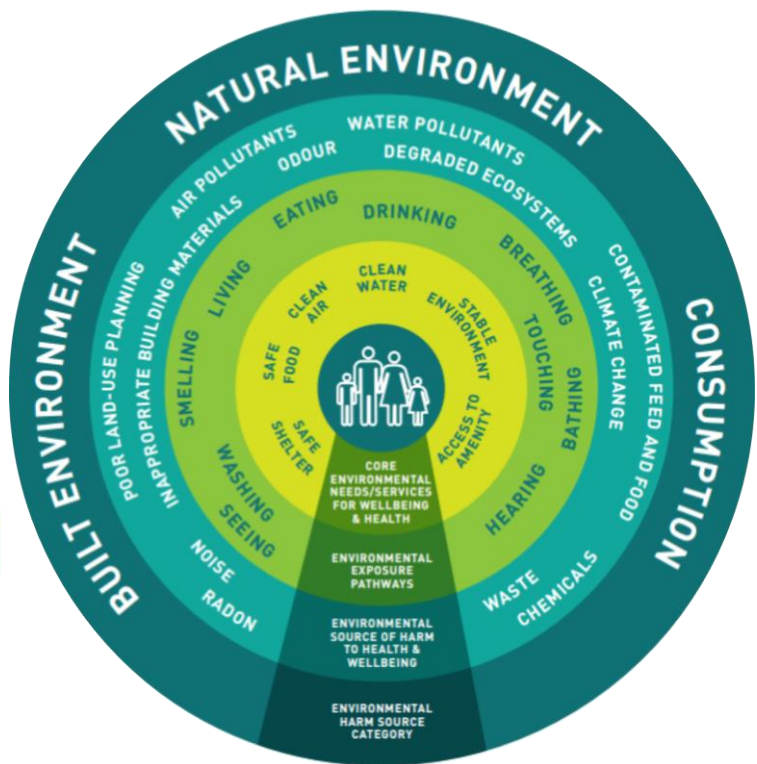 NATURAL ENVIRONMENT
BUILT ENVIRONMENT
CONSUMPTION
AIR POLLUTANTS
ODOUR
WATER POLLUTANTS
DEGRADED ECOSYSTEMS
POOR LAND-USE PLANNING
INAPPROPRIATE BUILDING MATERIALS
CONTAMINATED FEED AND FOOD
CLIMATE CHANGE
NOISE
RADON
WASTE
CHEMICALS
EATING
DRINKING
BREATHING
LIVING
TOUCHING
SMELLING
BATHING
WASHING
SEEING
HEARING
CLEAN
WATER
CLEAN
AIR
STABLE
ENVIRONMENT
SAFE
FOOD
SAFE
SHELTER
ACCESS TO
AMENITY
CORE
ENVIRONMENTAL
NEEDS/SERVICES
FOR WELLBEING
& HEALTH
ENVIRONMENTAL
EXPOSURE
PATHWAYS
ENVIRONMENTAL
SOURCE OF HARM
TO HEALTH &
WELLBEING
ENVIRONMENTAL
HARM SOURCE
CATEGORY